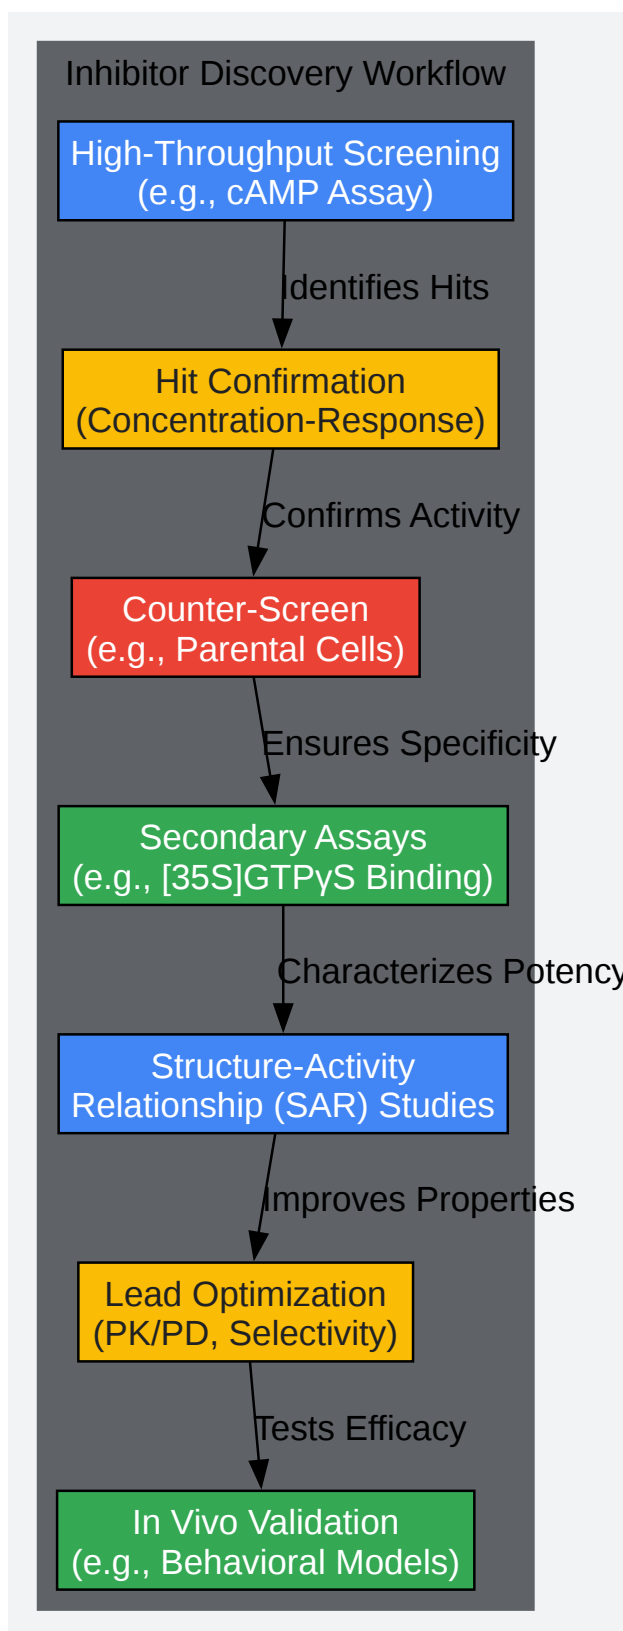 Inhibitor Discovery Workflow
High-Throughput Screening
(e.g., cAMP Assay)
Identifies Hits
Hit Confirmation
(Concentration-Response)
Confirms Activity
Counter-Screen
(e.g., Parental Cells)
Ensures Specificity
Secondary Assays
(e.g., [35S]GTPγS Binding)
Characterizes Potency
Structure-Activity
Relationship (SAR) Studies
Improves Properties
Lead Optimization
(PK/PD, Selectivity)
Tests Efficacy
In Vivo Validation
(e.g., Behavioral Models)